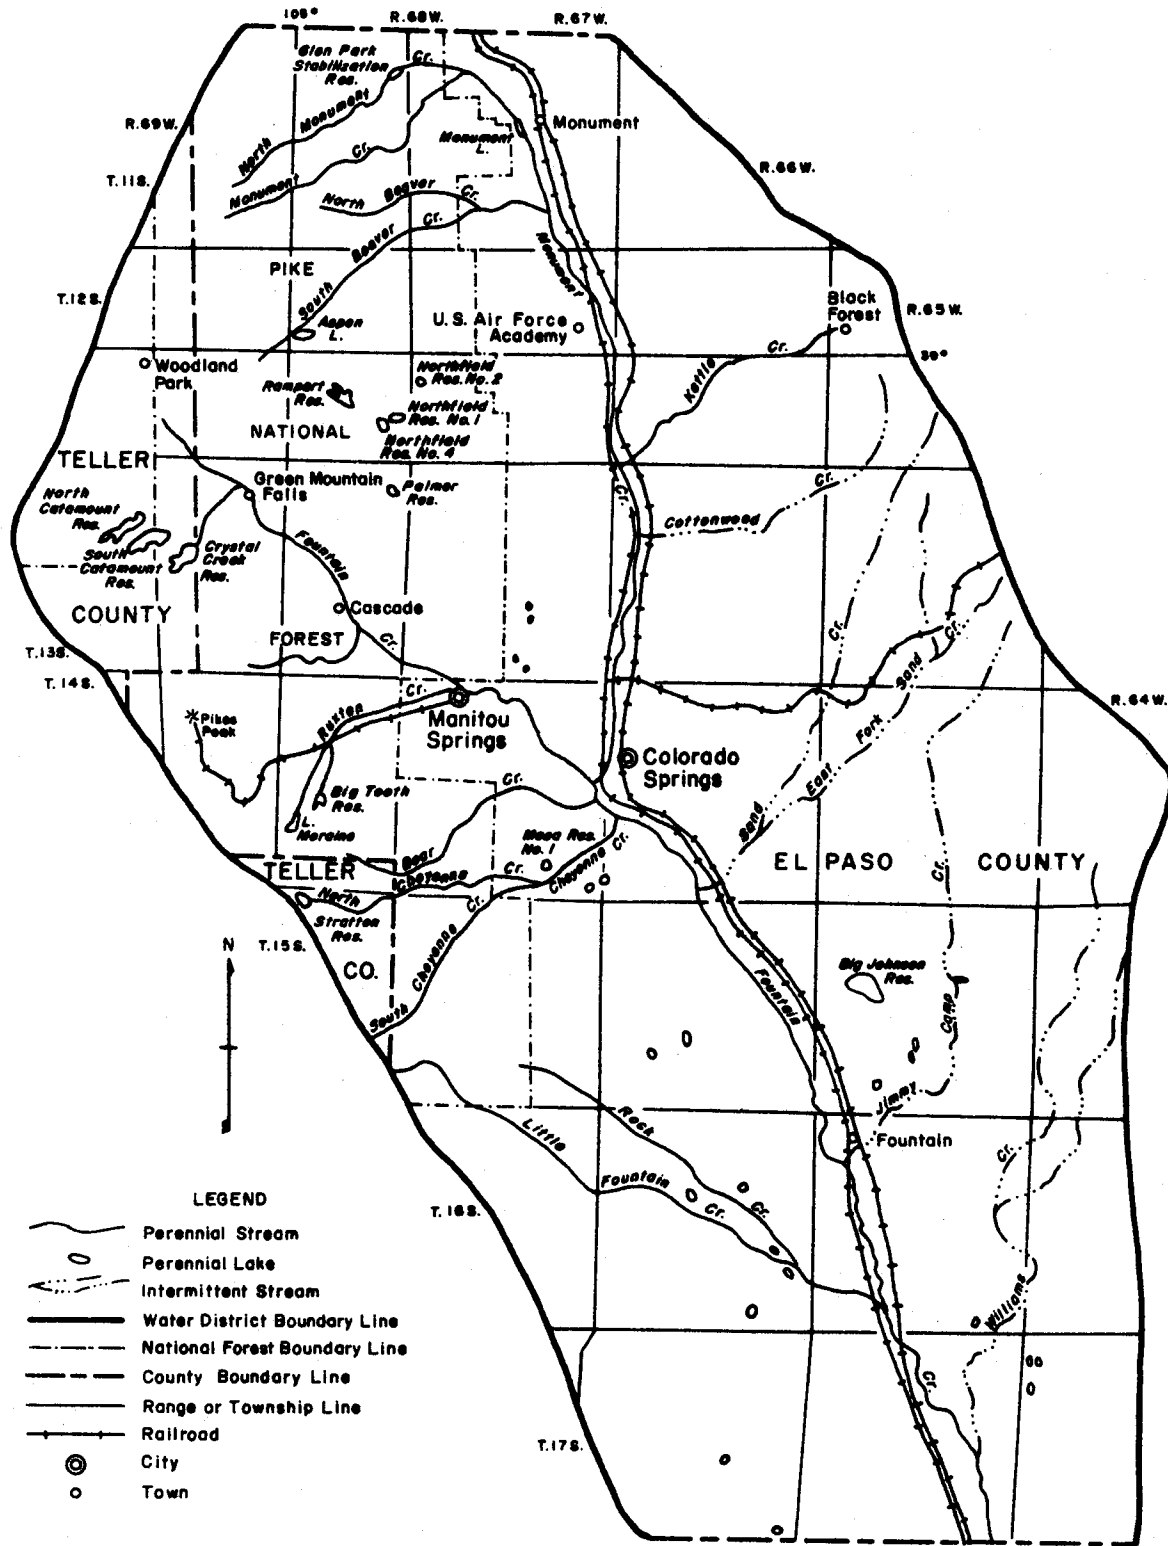 105°
R.68W.
R.67W.
Glen Park
Stabilization
Res.
Cr.
North Monument
R.69W.
Monument
Monument
L.
R.66W.
T.11S.
Monument Cr.
North Beaver Cr.
South Beaver Cr.
Monument
PIKE
T.12S.
Aspen
L.
U.S. Air Force
Academy
Black
Forest
R.65W.
39°
Kettle Cr.
Woodland
Park
Rampart
Res.
Northfield
Res. No. 2
Northfield
Res. No. 1
Northfield
Res. No. 4
NATIONAL
TELLER
Green Mountain
Falls
Palmer
Res.
Cr.
Cottonwood Cr.
North
Catamount
Res.
South
Catamount
Res.
Crystal
Creek
Res.
Fountain Cr.
Cascade
COUNTY
FOREST
T.13S.
T.14S.
Cr.
Cr.
R.64W.
Pikes
Peak
Ruxton Cr.
Manitou
Springs
Colorado
Springs
East Fork Sand
Sand
Big Tooth
Res.
L.
Moraine
Bear Cr.
Mesa Res.
No. 1
Cheyenne Cr.
TELLER
CO.
North Cheyenne Cr.
Stratton
Res.
South Cheyenne Cr.
EL PASO COUNTY
N
T.15S.
Fountain
Big Johnson
Res.
Jimmy Camp Cr.
Rock Cr.
Little Fountain Cr.
Fountain
Williams Cr.
T.16S.
Cr.
T.17S.
LEGEND
Perennial Stream
Perennial Lake
Intermittent Stream
Water District Boundary Line
National Forest Boundary Line
County Boundary Line
Range or Township Line
Railroad
City
Town